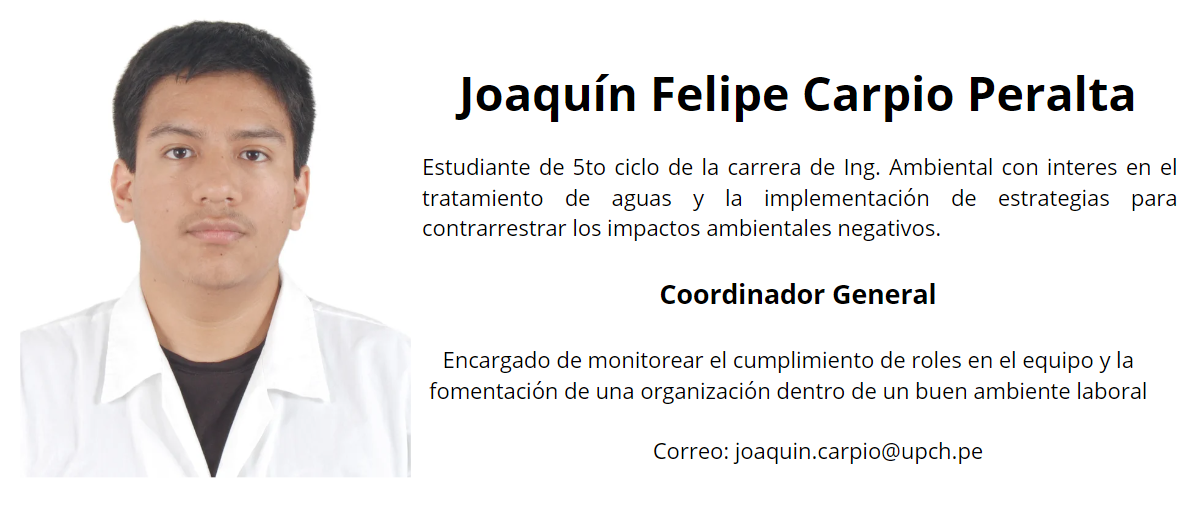 Joaquín Felipe Carpio Peralta
Estudiante de 5to ciclo de la carrera de Ing. Ambiental con interes en el
tratamiento de aguas y la implementación de estrategias para
contrarrestrar los impactos ambientales negativos.
Coordinador General
Encargado de monitorear el cumplimiento de roles en el equipo y la
fomentación de una organización dentro de un buen ambiente laboral
Correo: joaquin.carpio@upch.pe